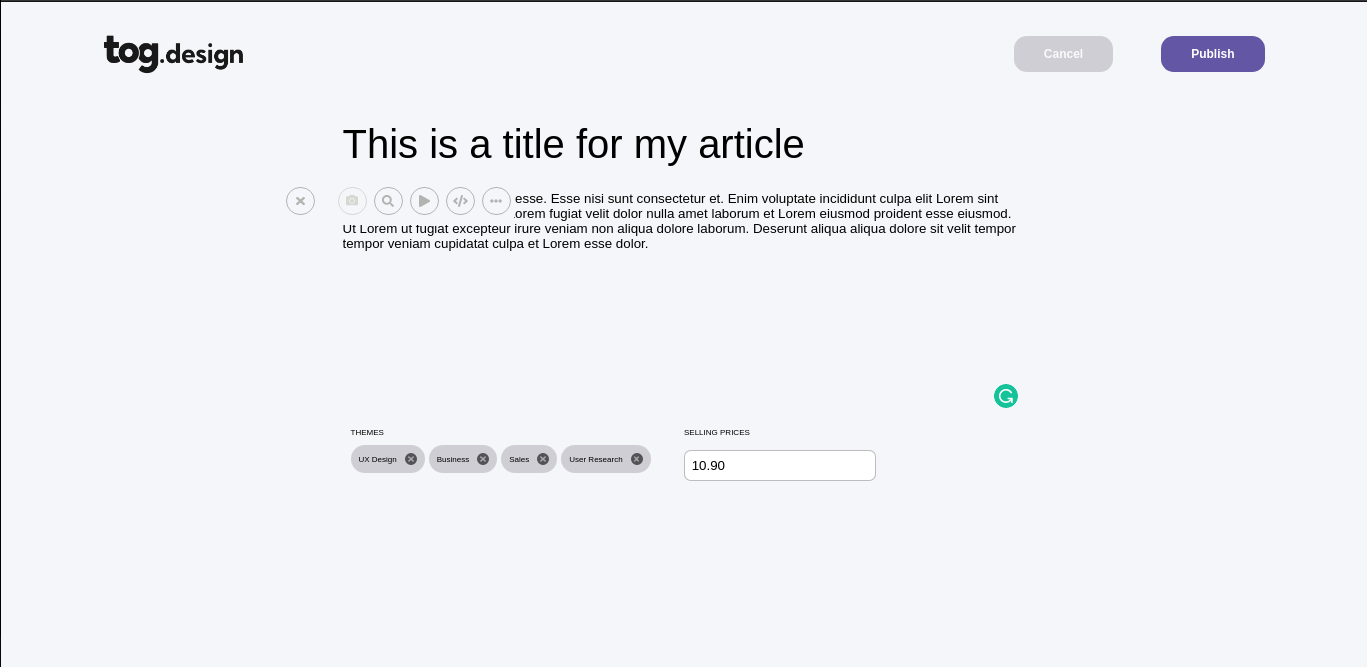 tog.design
Cancel
Publish
This is a title for my article
esse. Esse nisi sunt consectetur et. Enim voluptate incididunt culpa elit Lorem sint
orem fugiat velit dolor nulla amet laborum et Lorem eiusmod proident esse eiusmod.
Ut Lorem ut fugiat excepteur irure veniam non aliqua dolore laborum. Deserunt aliqua aliqua dolore sit velit tempor
tempor veniam cupidatat culpa et Lorem esse dolor.
THEMES
SELLING PRICES
UX Design
Business
Sales
User Research
10.90